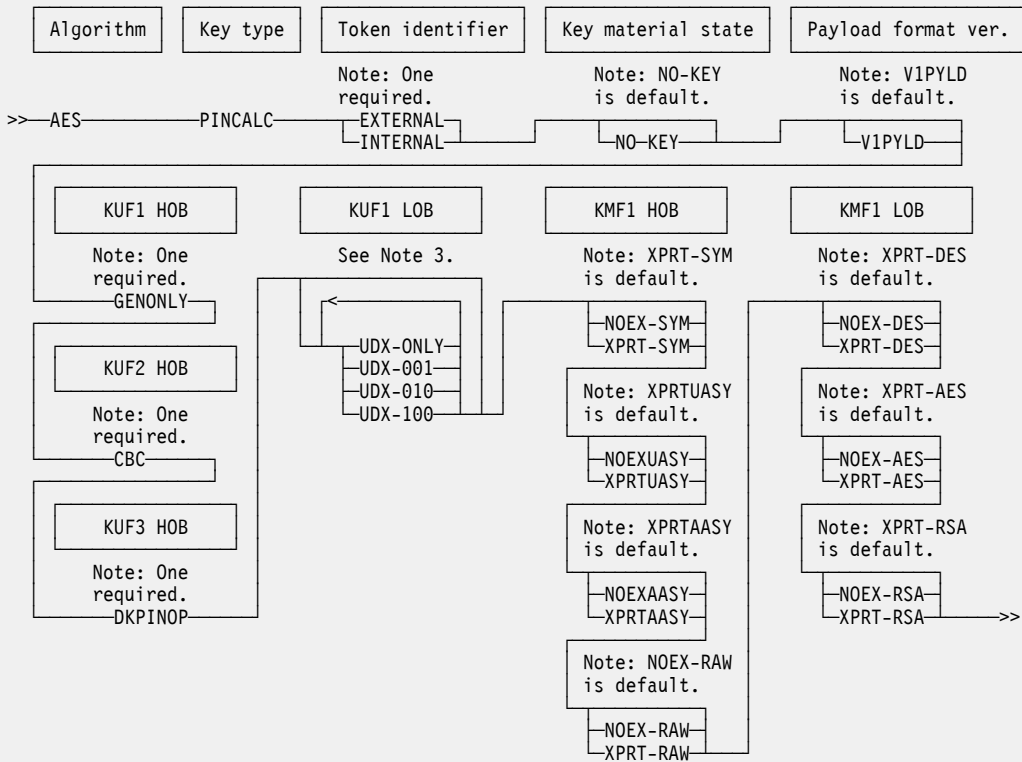 Algorithm Key type Token identifier Key material state Payload format ver.
Note: One Note: NO-KEY Note: V1PYLD
required. is default. is default.
>>—AES PINCALC EXTERNAL
INTERNAL NO-KEY V1PYLD
KUF1 HOB KUF1 LOB KMF1 HOB KMF1 LOB
Note: One See Note 3. Note: XPRT-SYM Note: XPRT-DES
required. is default. is default.
GENONLY <
NOEX-SYM NOEX-DES
KUF2 HOB UDX-ONLY XPRT-SYM XPRT-DES
UDX-001
UDX-010 Note: XPRTUASY Note: XPRT-AES
Note: One UDX-100 is default. is default.
required.
CBC NOEXUASY NOEX-AES
XPRTUASY XPRT-AES
KUF3 HOB Note: XPRTAASY Note: XPRT-RSA
is default. is default.
Note: One
required. NOEXAASY NOEX-RSA
DKPINOP XPRTAASY XPRT-RSA—>>
Note: NOEX-RAW
is default.
NOEX-RAW
XPRT-RAW